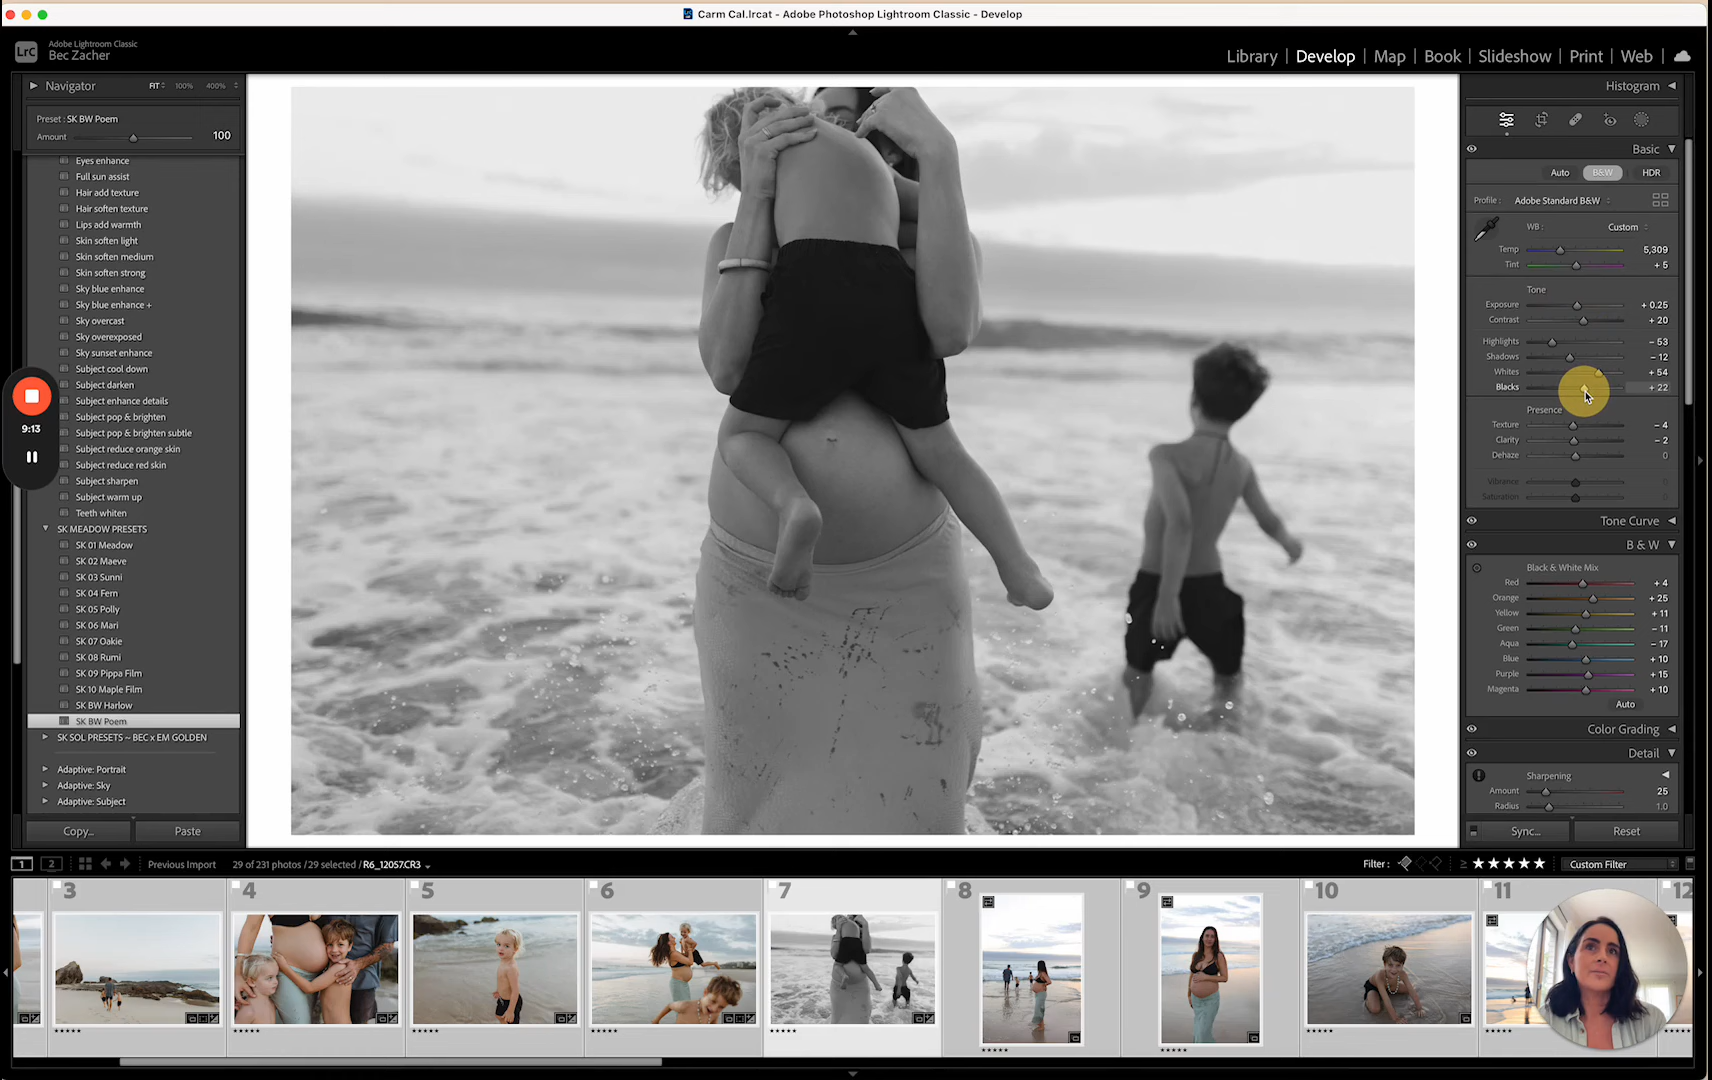 Carm Cal.lrcat - Adobe Photoshop Lightroom Classic - Develop
LrC
Adobe Lightroom Classic
Bec Zacher
Library | Develop | Map | Book | Slideshow | Print | Web
Navigator FIT 100% 400%
Preset : SK BW Poem
Amount 100
Eyes enhance
Full sun assist
Hair add texture
Hair soften texture
Lips add warmth
Skin soften light
Skin soften medium
Skin soften strong
Sky blue enhance
Sky blue enhance +
Sky overcast
Sky overexposed
Sky sunset enhance
Subject cool down
Subject darken
Subject enhance details
Subject pop & brighten
Subject pop & brighten subtle
Subject reduce orange skin
Subject reduce red skin
Subject sharpen
Subject warm up
Teeth whiten
SK MEADOW PRESETS
SK 01 Meadow
SK 02 Maeve
SK 03 Sunni
SK 04 Fern
SK 05 Polly
SK 06 Mari
SK 07 Oakie
SK 08 Rumi
SK 09 Pippa Film
SK 10 Maple Film
SK BW Harlow
SK BW Poem
SK SOL PRESETS ~ BEC x EM GOLDEN
Adaptive: Portrait
Adaptive: Sky
Adaptive: Subject
Copy... Paste
9:13
Histogram
Basic
Auto B&W HDR
Profile : Adobe Standard B&W
WB : Custom
Temp 5,309
Tint + 5
Tone
Exposure + 0.25
Contrast + 20
Highlights − 53
Shadows − 12
Whites + 54
Blacks + 22
Presence
Texture − 4
Clarity − 2
Dehaze 0
Vibrance
Saturation
Tone Curve
B & W
Black & White Mix
Red + 4
Orange + 25
Yellow + 11
Green − 11
Aqua − 17
Blue + 10
Purple + 15
Magenta + 10
Auto
Color Grading
Detail
Sharpening
Amount 25
Radius 1.0
Sync... Reset
1 2 Previous Import 29 of 231 photos / 29 selected / R6_12057.CR3 Filter : ≥ ★★★★★ Custom Filter
3 4 5 6 7 8 9 10 11 12